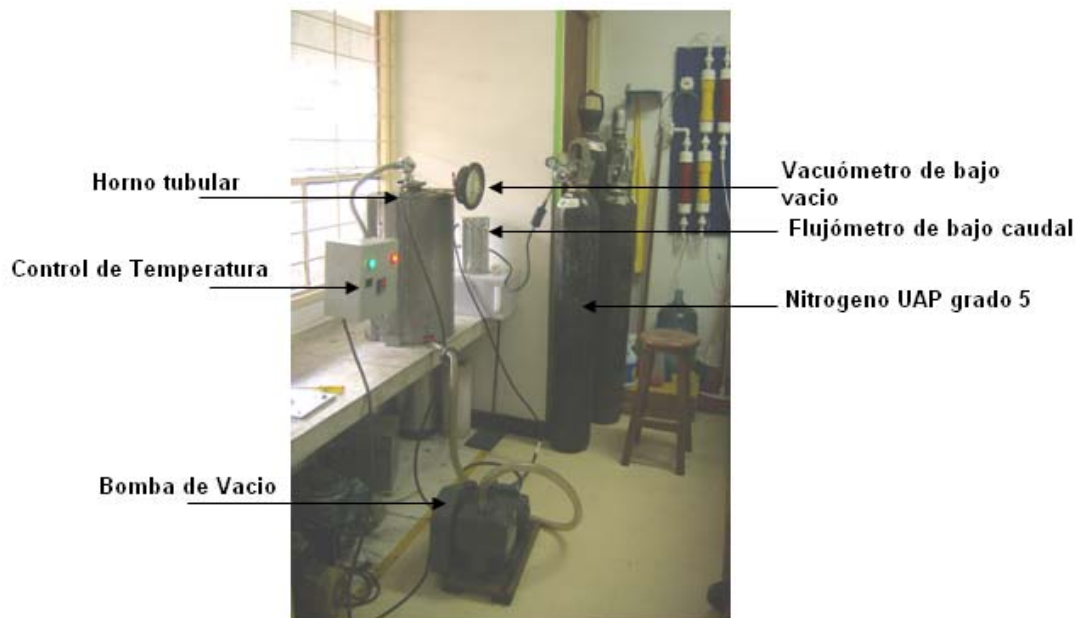 Horno tubular
Control de Temperatura
Bomba de Vacio
Vacuómetro de bajo
vacio
Flujómetro de bajo caudal
Nitrogeno UAP grado 5